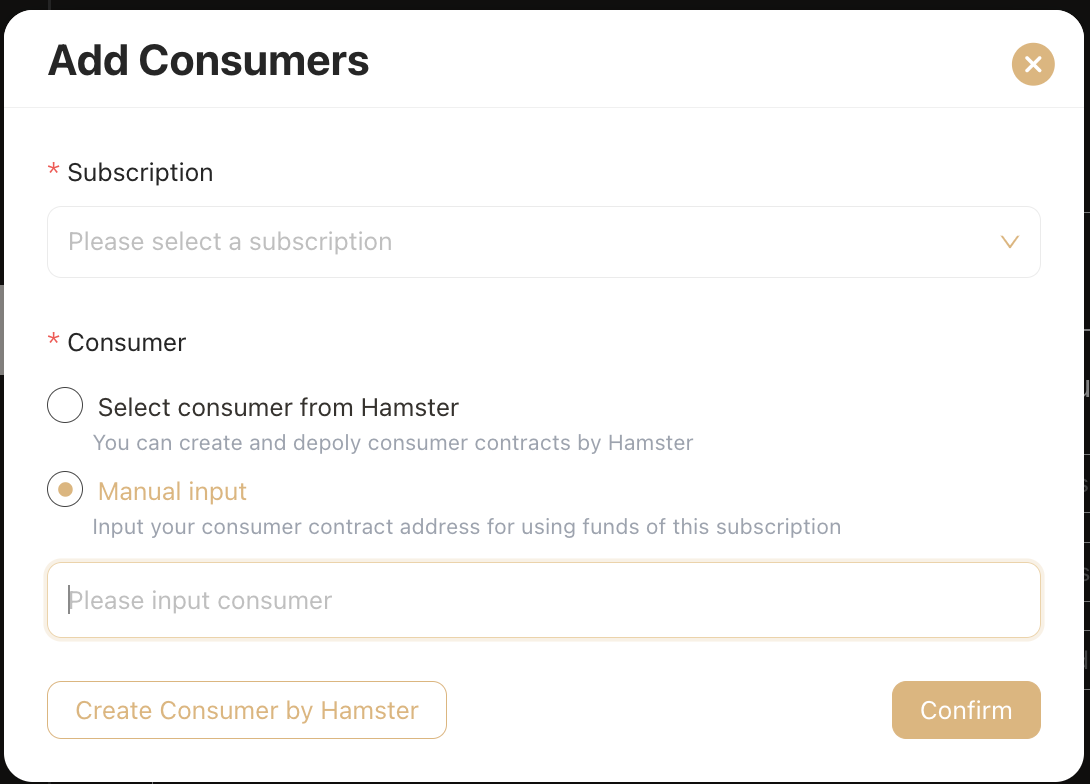 Add Consumers
* Subscription
Please select a subscription
* Consumer
Select consumer from Hamster
You can create and depoly consumer contracts by Hamster
Manual input
Input your consumer contract address for using funds of this subscription
Please input consumer
Create Consumer by Hamster
Confirm